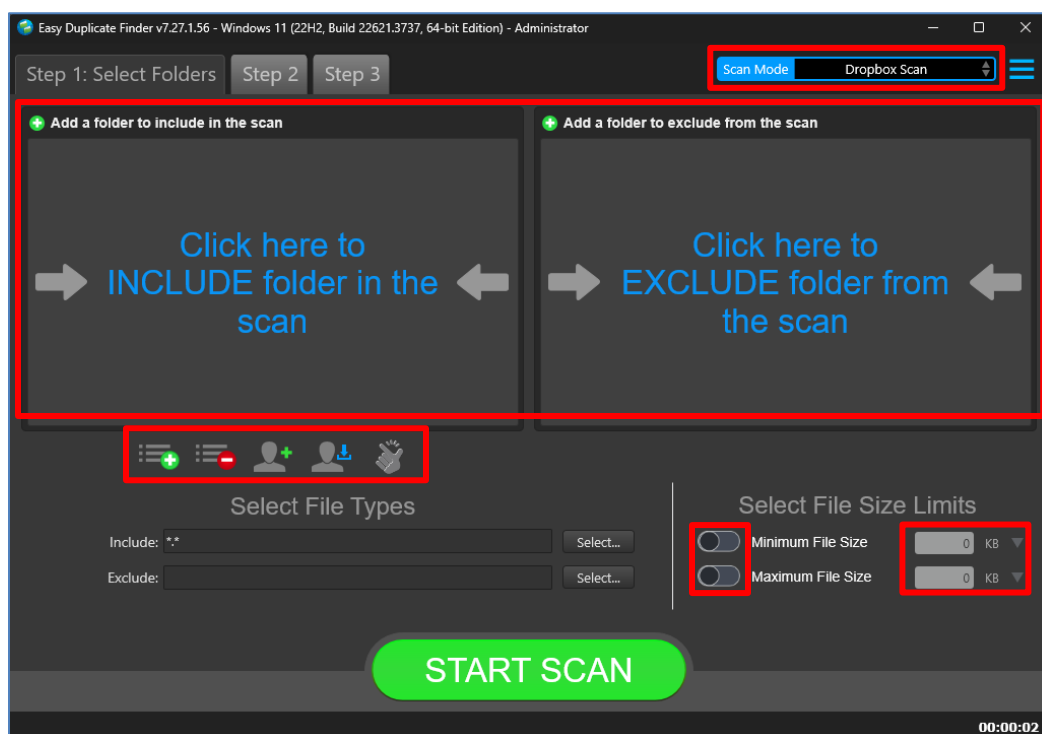 Easy Duplicate Finder v7.27.1.56 - Windows 11 (22H2, Build 22621.3737, 64-bit Edition) - Administrator
Step 1: Select Folders
Step 2
Step 3
Scan Mode
Dropbox Scan
Add a folder to include in the scan
Add a folder to exclude from the scan
Click here to
INCLUDE folder in the
scan
Click here to
EXCLUDE folder from
the scan
Select File Types
Include: *.*
Select...
Exclude:
Select...
Select File Size Limits
Minimum File Size
0 KB
Maximum File Size
0 KB
START SCAN
00:00:02